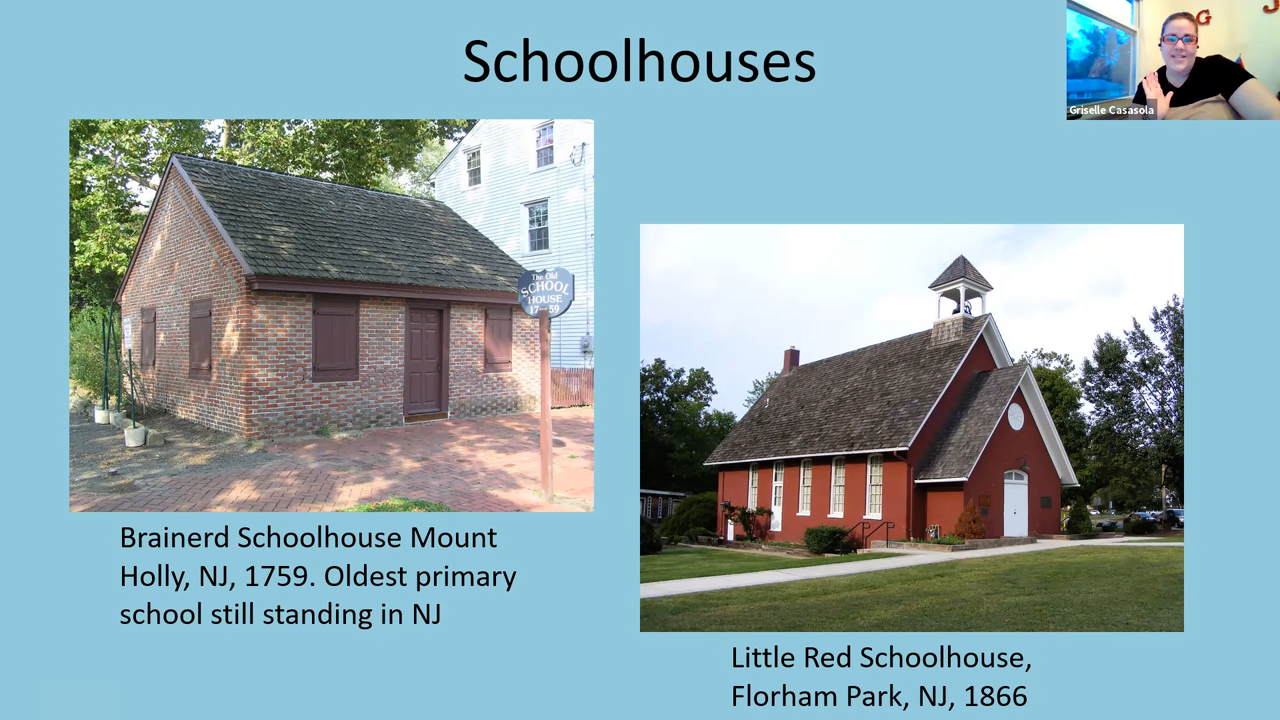 Schoolhouses
G
J
Griselle Casasola
The Old
SCHOOL
HOUSE
1759
Brainerd Schoolhouse Mount
Holly, NJ, 1759. Oldest primary
school still standing in NJ
Little Red Schoolhouse,
Florham Park, NJ, 1866